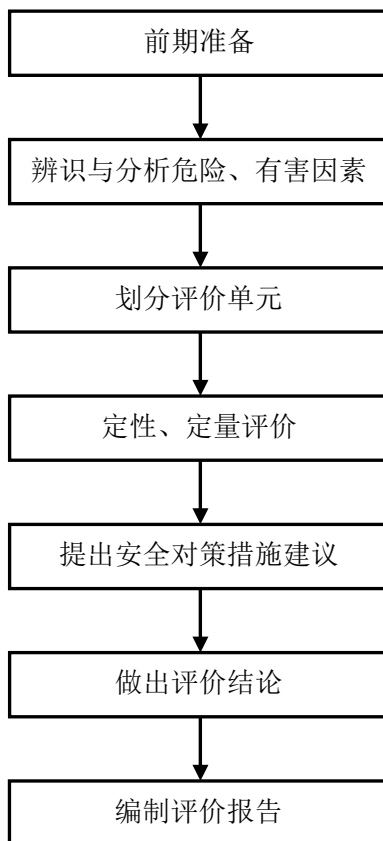 前期准备
辨识与分析危险、有害因素
划分评价单元
定性、定量评价
提出安全对策措施建议
做出评价结论
编制评价报告